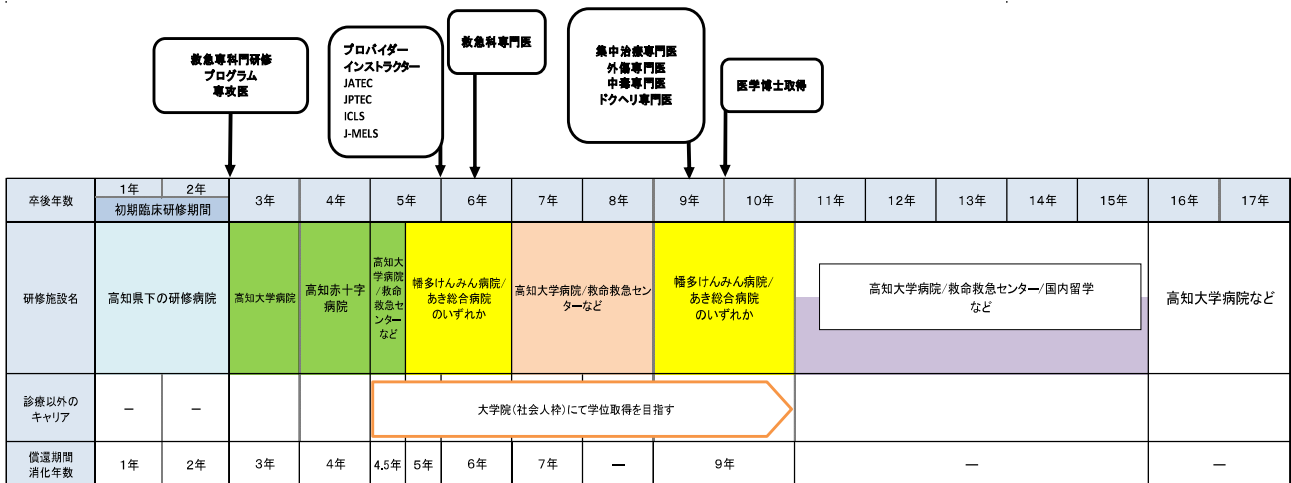 救急専科門研修
プログラム
専攻医
プロバイダー
インストラクター
JATEC
JPTEC
ICLS
J-MELS
救急科専門医
集中治療専門医
外傷専門医
中毒専門医
ドクヘリ専門医
医学博士取得
卒後年数
1年
2年
初期臨床研修期間
3年
4年
5年
6年
7年
8年
9年
10年
11年
12年
13年
14年
15年
16年
17年
研修施設名
高知県下の研修病院
高知大学病院
高知赤十字
病院
高知大
学病院
/救命
救急セ
ンター
など
幡多けんみん病院/
あき総合病院
のいずれか
高知大学病院/救命救急セン
ターなど
幡多けんみん病院/
あき総合病院
のいずれか
高知大学病院/救命救急センター/国内留学
など
高知大学病院など
診療以外の
キャリア
－
－
大学院(社会人枠)にて学位取得を目指す
償還期間
消化年数
1年
2年
3年
4年
4.5年
5年
6年
7年
－
9年
－
－